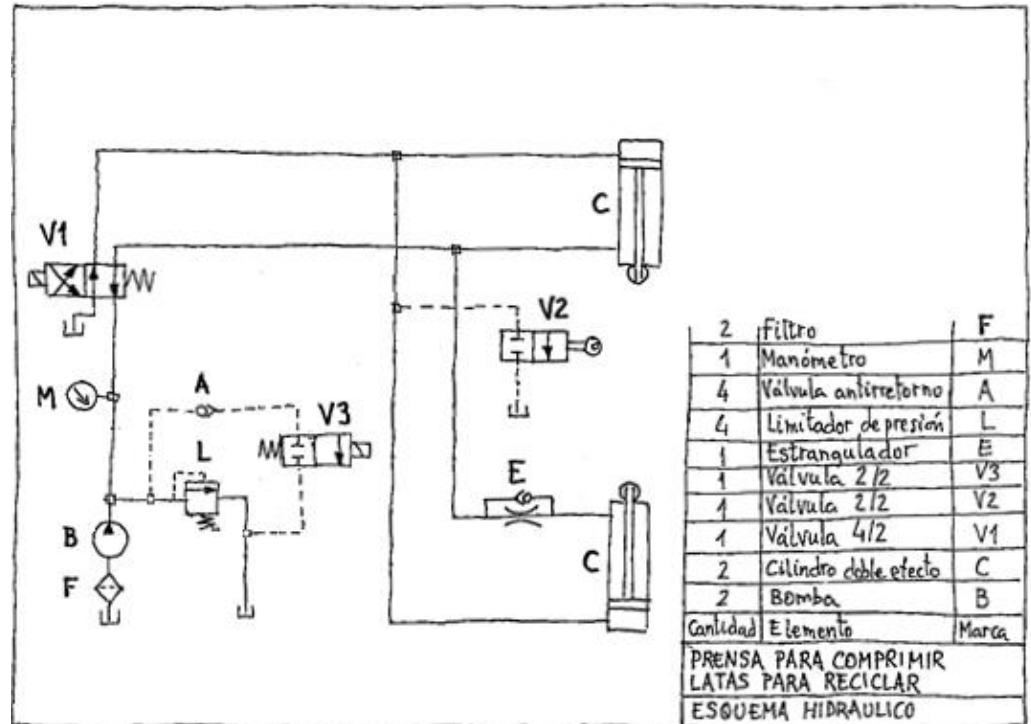 C
V1
V2
M
A
V3
L
E
B
F
C
2 Filtro F
1 Manómetro M
4 Válvula antirretorno A
4 Limitador de presión L
1 Estrangulador E
1 Válvula 2/2 V3
1 Válvula 2/2 V2
1 Válvula 4/2 V1
2 Cilindro doble efecto C
2 Bomba B
Cantidad Elemento Marca
PRENSA PARA COMPRIMIR
LATAS PARA RECICLAR
ESQUEMA HIDRAULICO